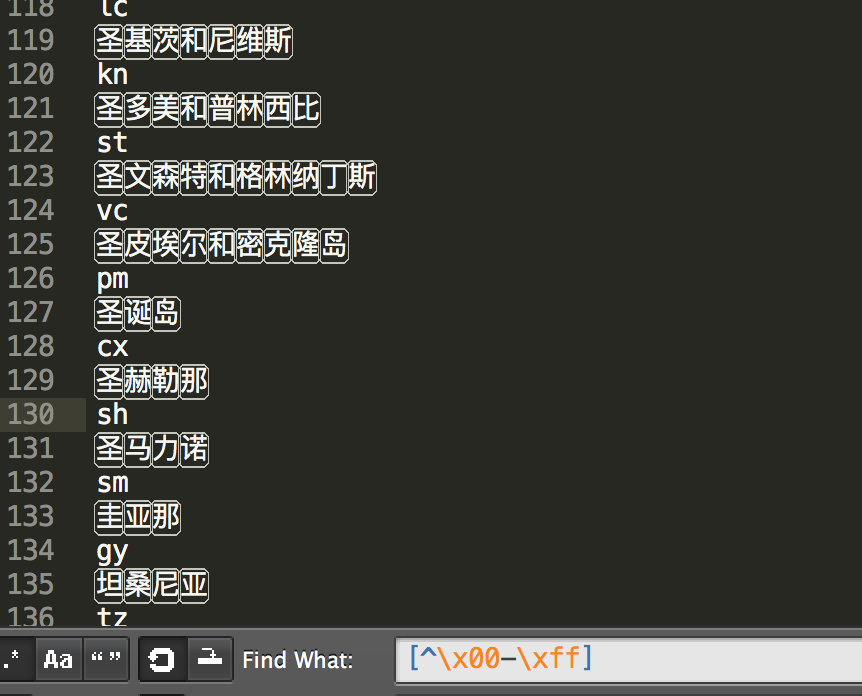 118 lc
119 圣基茨和尼维斯
120 kn
121 圣多美和普林西比
122 st
123 圣文森特和格林纳丁斯
124 vc
125 圣皮埃尔和密克隆岛
126 pm
127 圣诞岛
128 cx
129 圣赫勒那
130 sh
131 圣马力诺
132 sm
133 圭亚那
134 gy
135 坦桑尼亚
136 tz
.* Aa “” Find What: [^\x00-\xff]